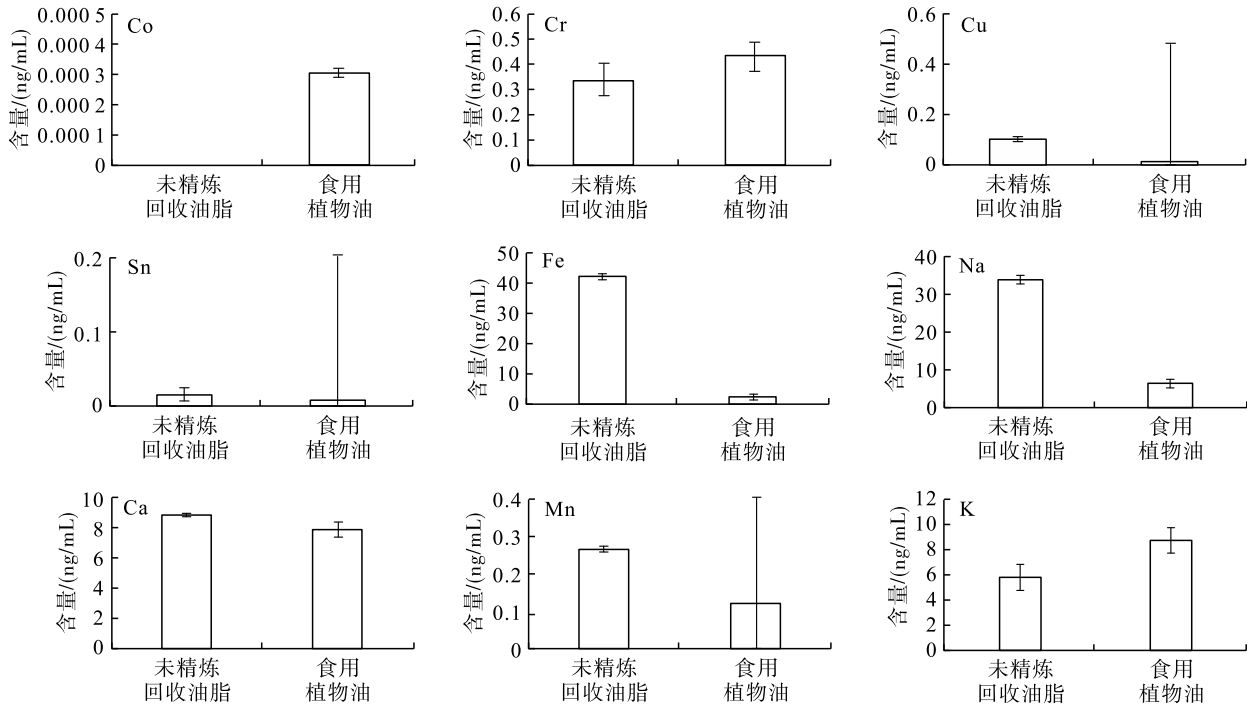 Co
含量/(ng/mL)
0.000 5
0.000 4
0.000 3
0.000 2
0.000 1
0
未精炼
回收油脂
食用
植物油
Cr
含量/(ng/mL)
0.6
0.5
0.4
0.3
0.2
0.1
0
未精炼
回收油脂
食用
植物油
Cu
含量/(ng/mL)
0.6
0.4
0.2
0
未精炼
回收油脂
食用
植物油
Sn
含量/(ng/mL)
0.2
0.1
0
未精炼
回收油脂
食用
植物油
Fe
含量/(ng/mL)
50
40
30
20
10
0
未精炼
回收油脂
食用
植物油
Na
含量/(ng/mL)
40
30
20
10
0
未精炼
回收油脂
食用
植物油
Ca
含量/(ng/mL)
10
8
6
4
2
0
未精炼
回收油脂
食用
植物油
Mn
含量/(ng/mL)
0.4
0.3
0.2
0.1
0
未精炼
回收油脂
食用
植物油
K
含量/(ng/mL)
12
10
8
6
4
2
0
未精炼
回收油脂
食用
植物油